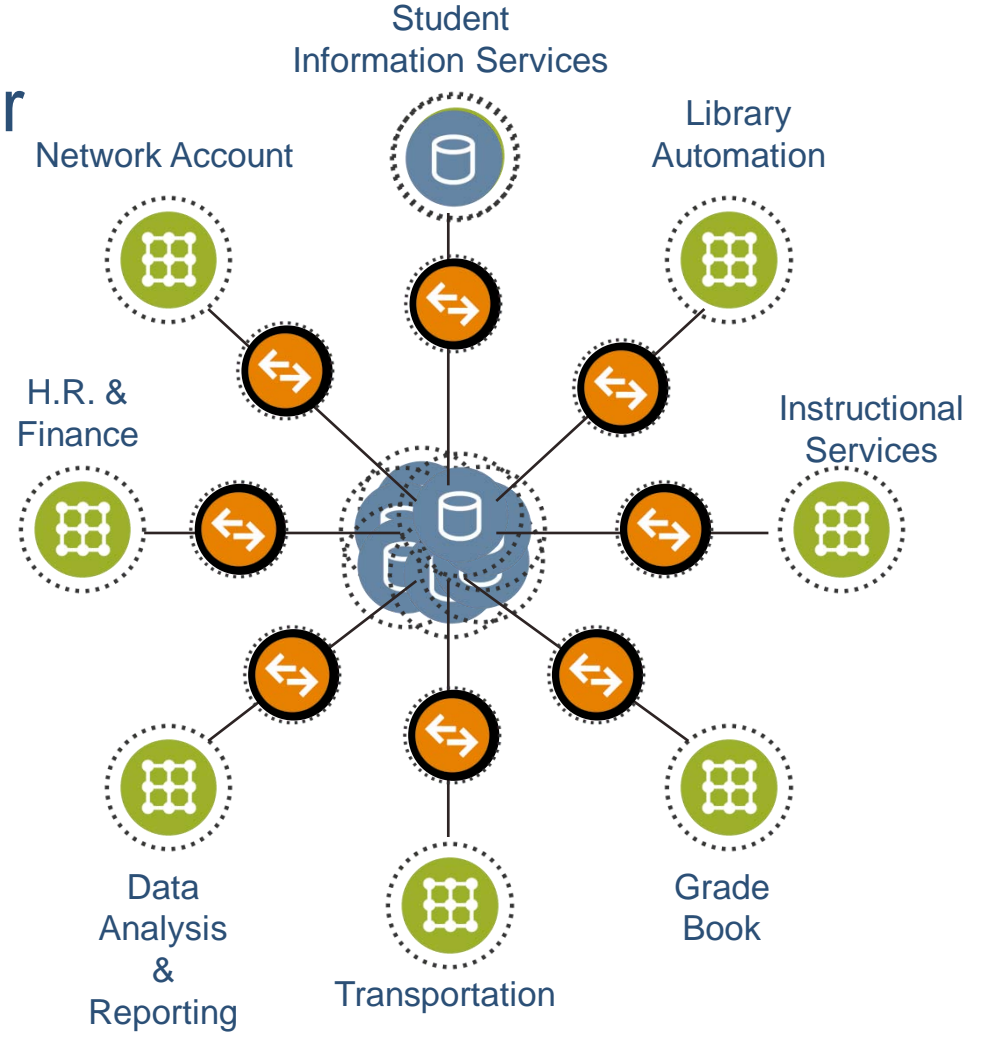 Student
Information Services
r
Network Account
Library
Automation
H.R. &
Finance
Instructional
Services
Data
Analysis
&
Reporting
Transportation
Grade
Book